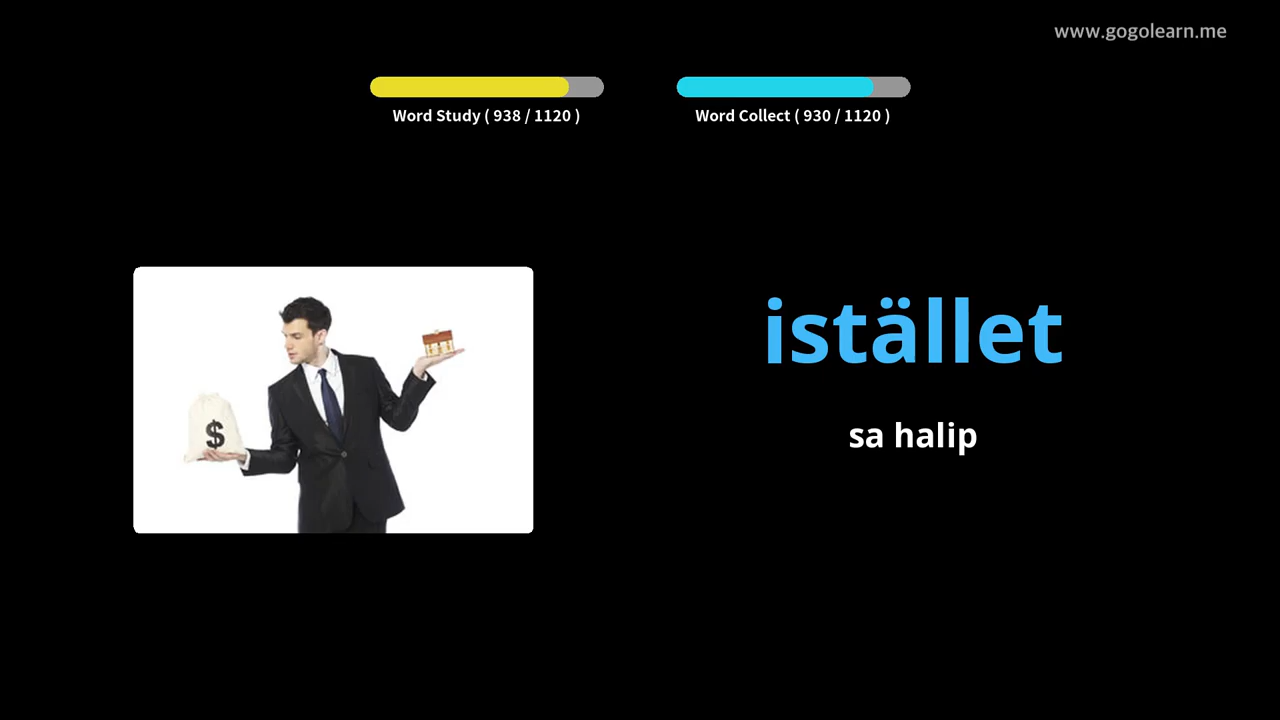 www.gogolearn.me
Word Study ( 938 / 1120 )
Word Collect ( 930 / 1120 )
istället
sa halip
$